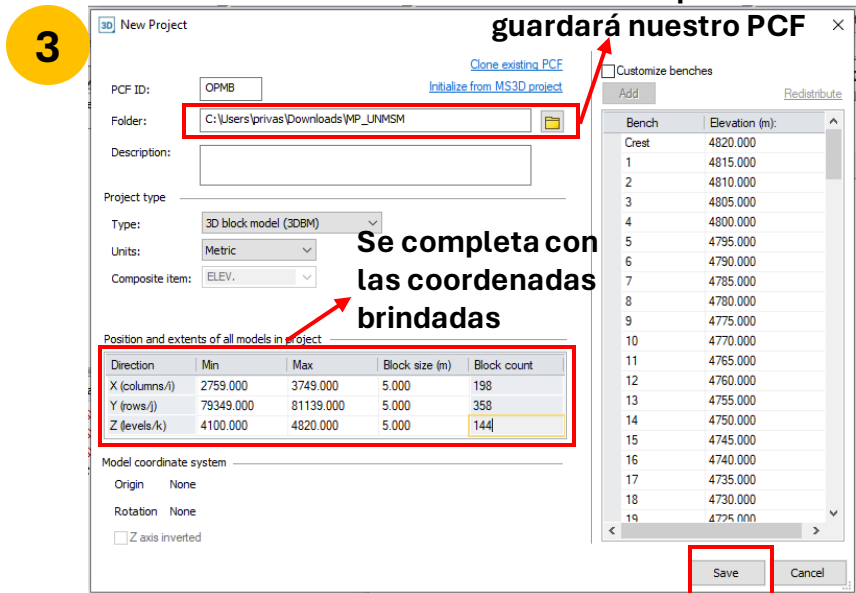 3
guardará nuestro PCF
New Project
Clone existing PCF
PCF ID: OPMB
Initialize from MS3D project
Folder: C:\Users\privas\Downloads\MP_UNMSM
Description:
Project type
Type: 3D block model (3DBM)
Units: Metric
Composite item: ELEV.
Se completa con
las coordenadas
brindadas
Position and extents of all models in project
Direction Min Max Block size (m) Block count
X (columns/i) 2759.000 3749.000 5.000 198
Y (rows/j) 79349.000 81139.000 5.000 358
Z (levels/k) 4100.000 4820.000 5.000 144
Model coordinate system
Origin None
Rotation None
Z axis inverted
Customize benches
Add Redistribute
Bench Elevation (m):
Crest 4820.000
1 4815.000
2 4810.000
3 4805.000
4 4800.000
5 4795.000
6 4790.000
7 4785.000
8 4780.000
9 4775.000
10 4770.000
11 4765.000
12 4760.000
13 4755.000
14 4750.000
15 4745.000
16 4740.000
17 4735.000
18 4730.000
19 4725.000
Save Cancel